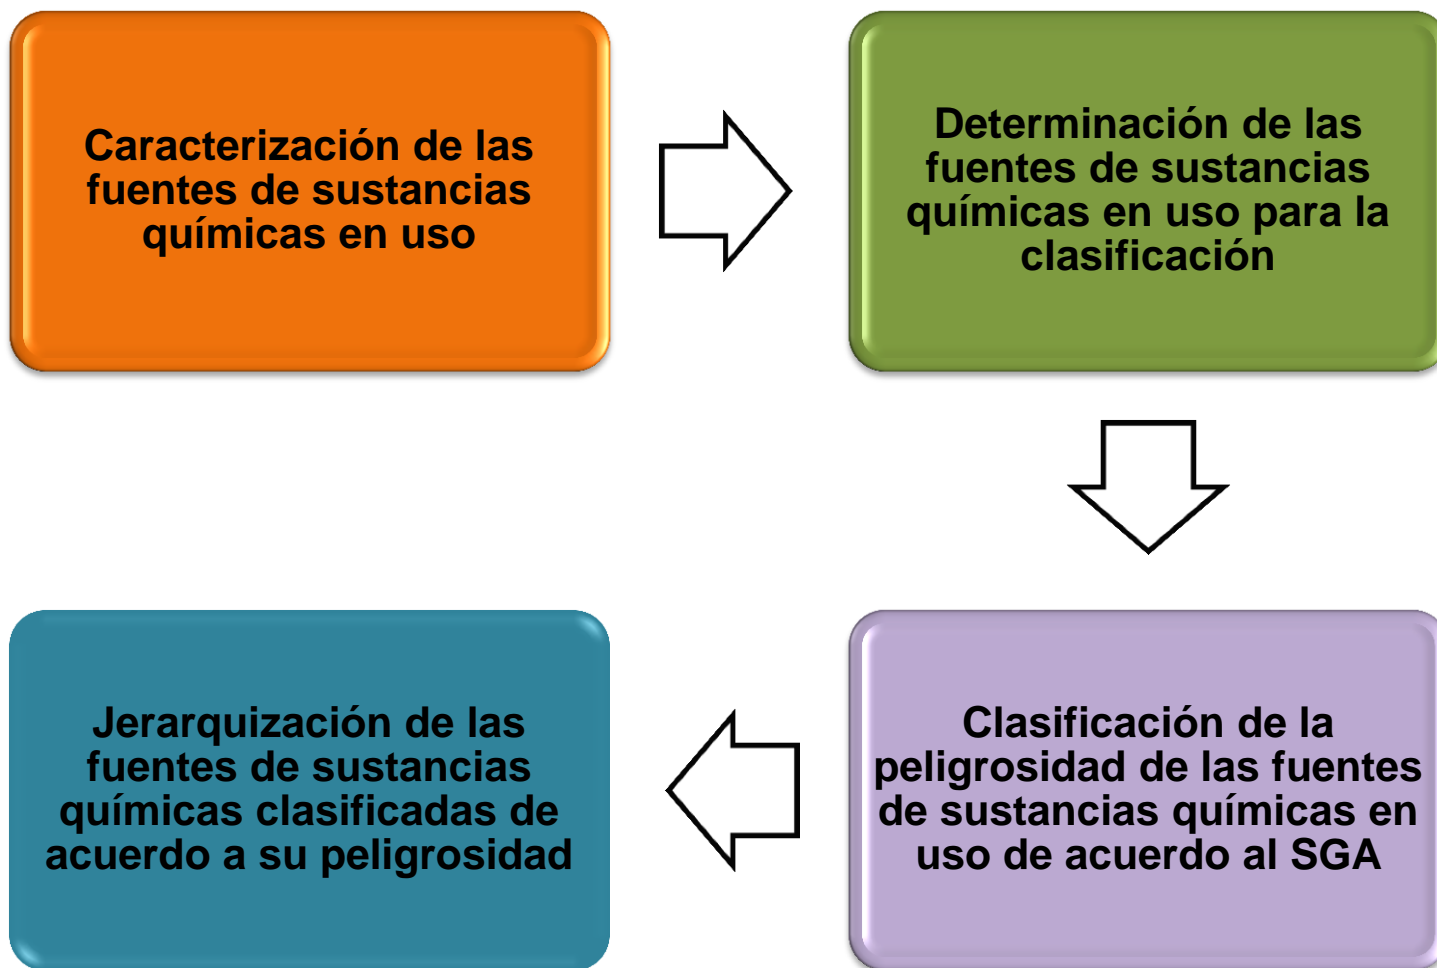 Caracterización de las
fuentes de sustancias
químicas en uso
Determinación de las
fuentes de sustancias
químicas en uso para la
clasificación
Clasificación de la
peligrosidad de las fuentes
de sustancias químicas en
uso de acuerdo al SGA
Jerarquización de las
fuentes de sustancias
químicas clasificadas de
acuerdo a su peligrosidad